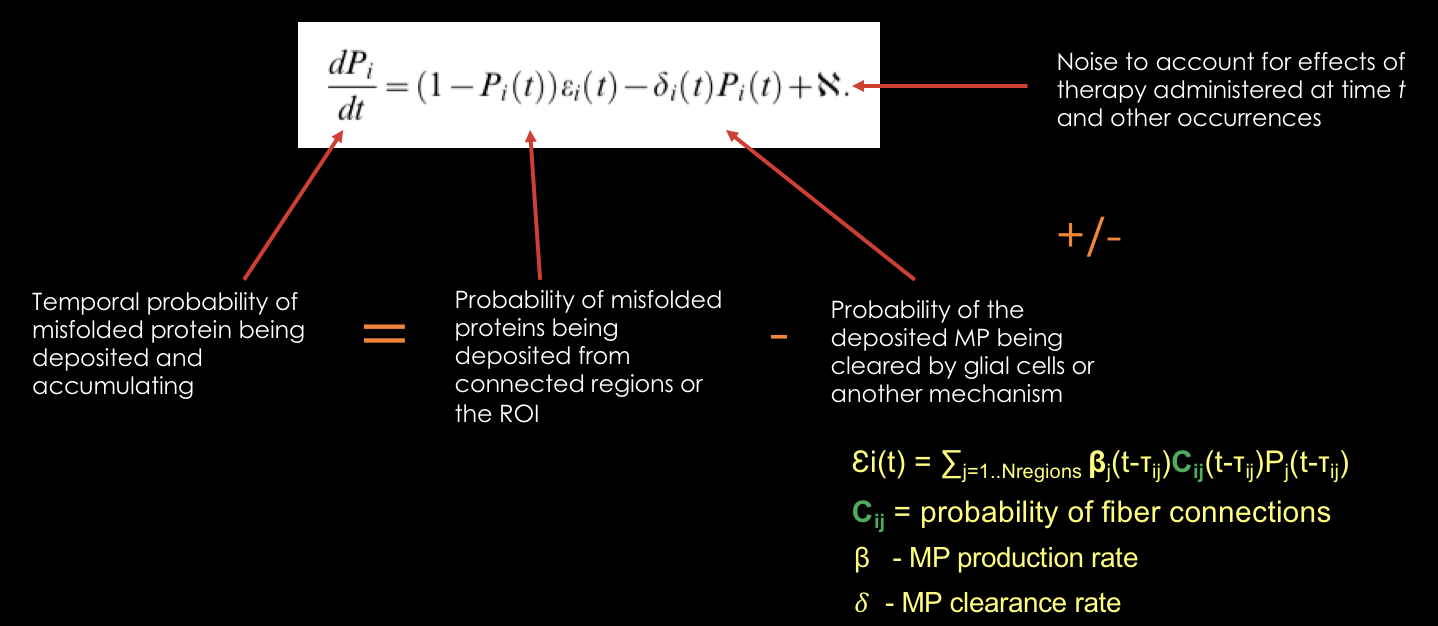 dPᵢ/dt = (1 − Pᵢ(t))εᵢ(t) − δᵢ(t)Pᵢ(t) + ℵ.
Noise to account for effects of
therapy administered at time t
and other occurrences
+/-
Temporal probability of
misfolded protein being
deposited and
accumulating
=
Probability of misfolded
proteins being
deposited from
connected regions or
the ROI
-
Probability of the
deposited MP being
cleared by glial cells or
another mechanism
Ɛi(t) = ∑j=1..Nregions βj(t-τij)Cij(t-τij)Pj(t-τij)
Cij = probability of fiber connections
β - MP production rate
δ - MP clearance rate